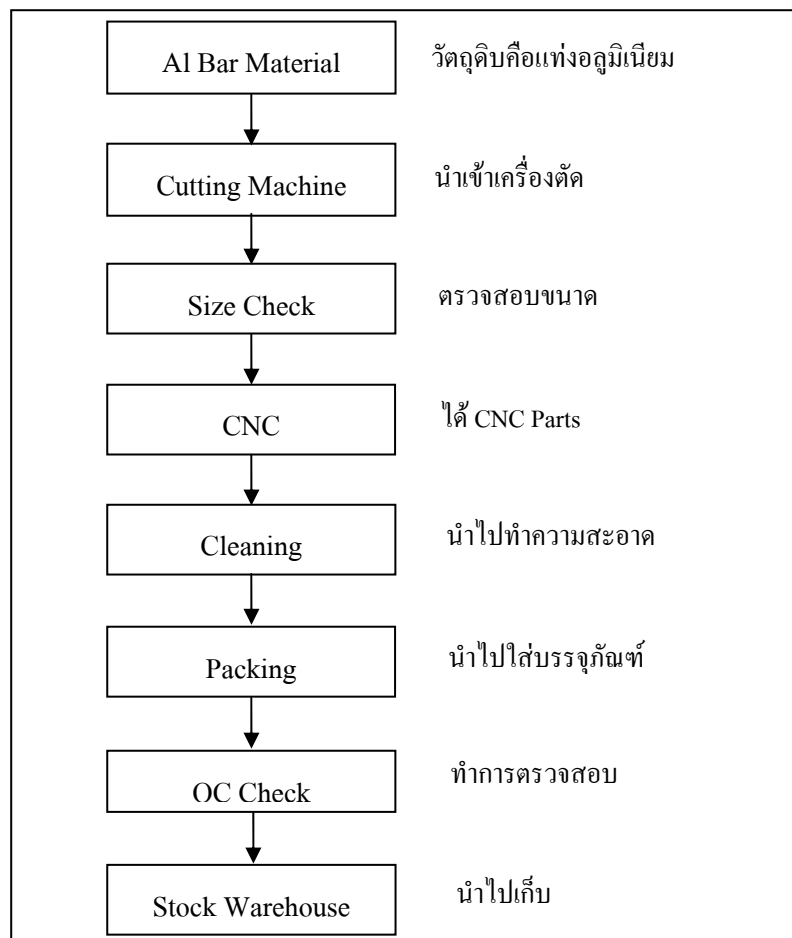 Al Bar Material
วัตถุดิบคือแท่งอลูมิเนียม
Cutting Machine
นำเข้าเครื่องตัด
Size Check
ตรวจสอบขนาด
CNC
ได้ CNC Parts
Cleaning
นำไปทำความสะอาด
Packing
นำไปใส่บรรจุภัณฑ์
OC Check
ทำการตรวจสอบ
Stock Warehouse
นำไปเก็บ